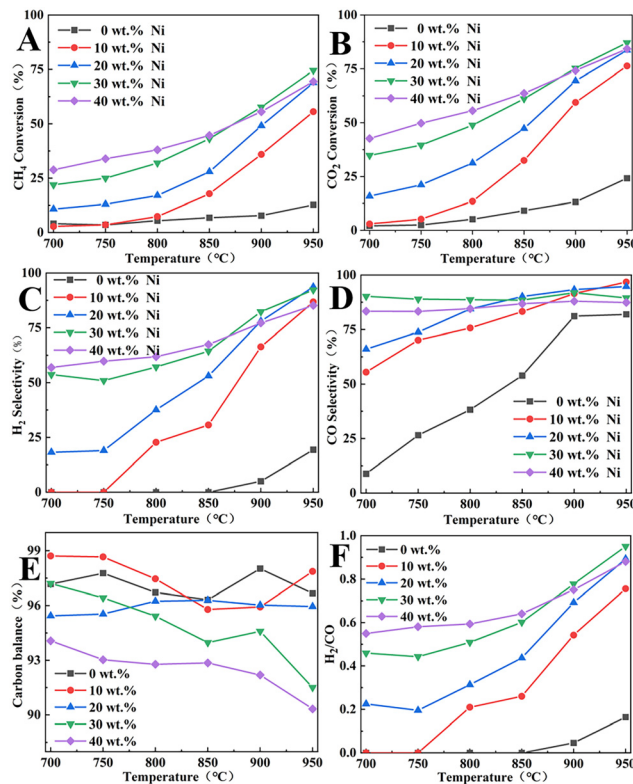 A
0 wt.% Ni
10 wt.% Ni
20 wt.% Ni
30 wt.% Ni
40 wt.% Ni
CH4 Conversion（%）
100
75
50
25
0
700 750 800 850 900 950
Temperature（°C）
B
0 wt.% Ni
10 wt.% Ni
20 wt.% Ni
30 wt.% Ni
40 wt.% Ni
CO2 Conversion（%）
100
75
50
25
0
700 750 800 850 900 950
Temperature（°C）
C
0 wt.% Ni
10 wt.% Ni
20 wt.% Ni
30 wt.% Ni
40 wt.% Ni
H2 Selectivity（%）
100
75
50
25
0
700 750 800 850 900 950
Temperature（°C）
D
0 wt.% Ni
10 wt.% Ni
20 wt.% Ni
30 wt.% Ni
40 wt.% Ni
CO Selectivity（%）
100
75
50
25
0
700 750 800 850 900 950
Temperature（°C）
E
0 wt.%
10 wt.%
20 wt.%
30 wt.%
40 wt.%
Carbon balance（%）
99
96
93
90
700 750 800 850 900 950
Temperature（°C）
F
0 wt.%
10 wt.%
20 wt.%
30 wt.%
40 wt.%
H2/CO
1.0
0.8
0.6
0.4
0.2
0.0
700 750 800 850 900 950
Temperature（°C）